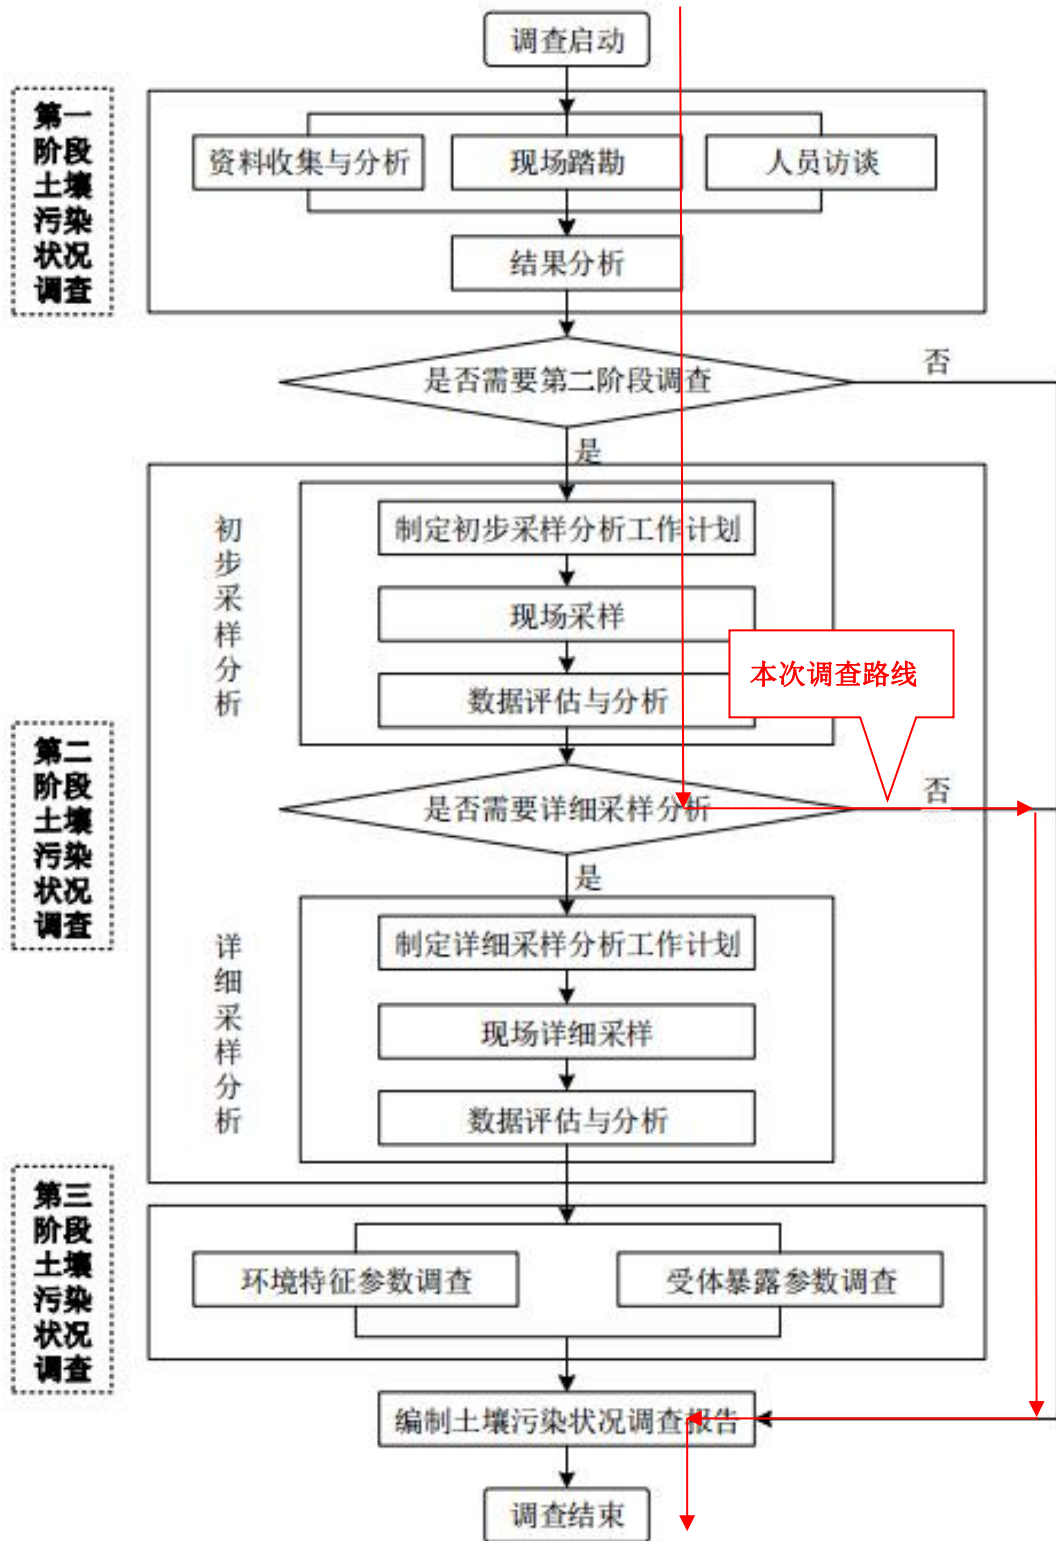 调查启动
第一
阶段
土壤
污染
状况
调查
资料收集与分析
现场踏勘
人员访谈
结果分析
是否需要第二阶段调查
否
是
初步采样分析
制定初步采样分析工作计划
现场采样
数据评估与分析
本次调查路线
第二
阶段
土壤
污染
状况
调查
是否需要详细采样分析
否
是
详细采样分析
制定详细采样分析工作计划
现场详细采样
数据评估与分析
第三
阶段
土壤
污染
状况
调查
环境特征参数调查
受体暴露参数调查
编制土壤污染状况调查报告
调查结束